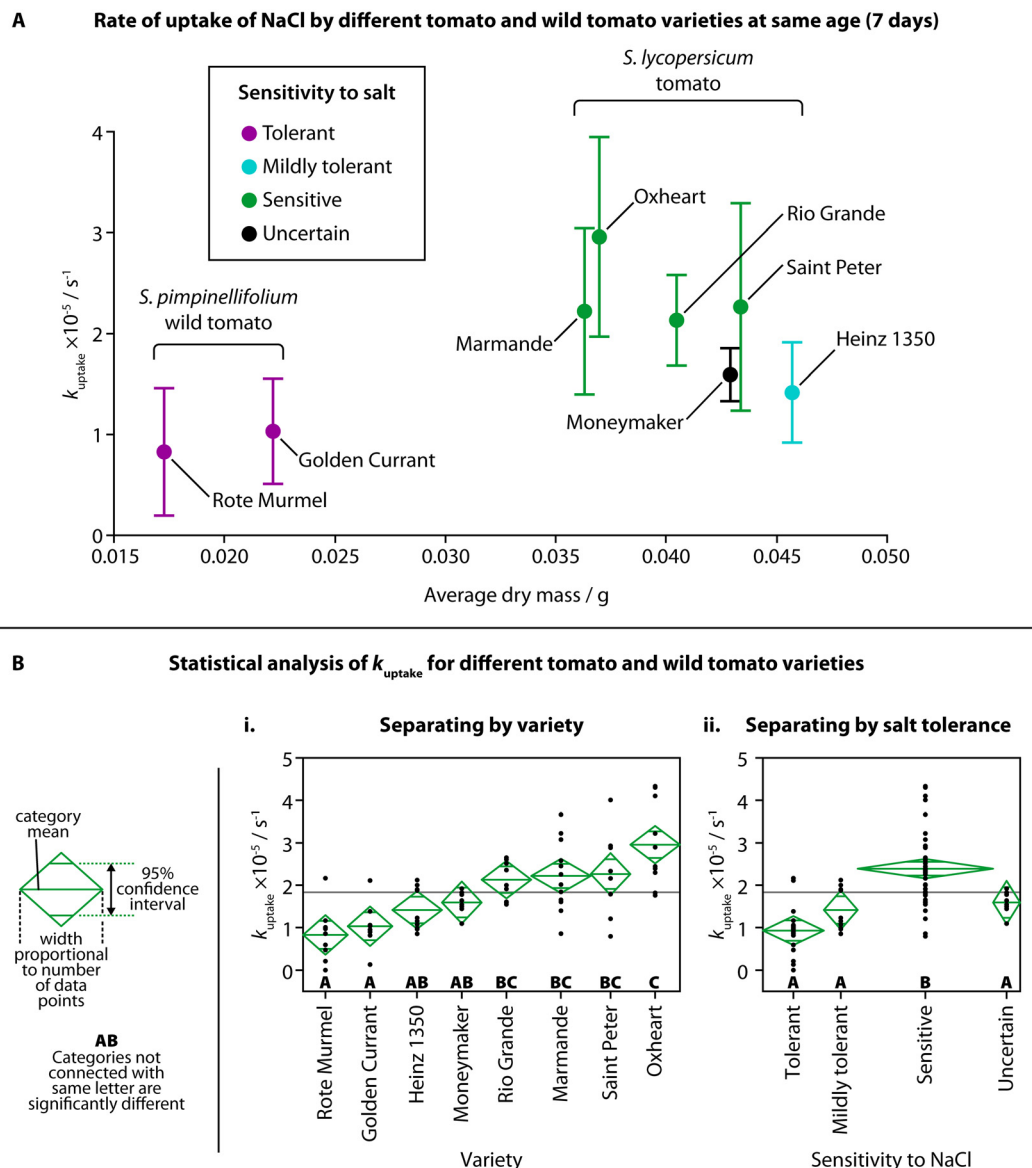 A
Rate of uptake of NaCl by different tomato and wild tomato varieties at same age (7 days)
S. lycopersicum
tomato
Sensitivity to salt
Tolerant
Mildly tolerant
Sensitive
Uncertain
S. pimpinellifolium
wild tomato
Oxheart
Rio Grande
Saint Peter
Marmande
Heinz 1350
Moneymaker
Golden Currant
Rote Murmel
k_uptake ×10⁻⁵ / s⁻¹
4
3
2
1
0
0.015 0.020 0.025 0.030 0.035 0.040 0.045 0.050
Average dry mass / g
B
Statistical analysis of k_uptake for different tomato and wild tomato varieties
category
mean
95%
confidence
interval
width
proportional
to number
of data
points
AB
Categories not
connected with
same letter are
significantly different
i. Separating by variety
k_uptake ×10⁻⁵ / s⁻¹
5
4
3
2
1
0
A A AB AB BC BC BC C
Rote Murmel
Golden Currant
Heinz 1350
Moneymaker
Rio Grande
Marmande
Saint Peter
Oxheart
Variety
ii. Separating by salt tolerance
k_uptake ×10⁻⁵ / s⁻¹
5
4
3
2
1
0
A A B A
Tolerant
Mildly tolerant
Sensitive
Uncertain
Sensitivity to NaCl